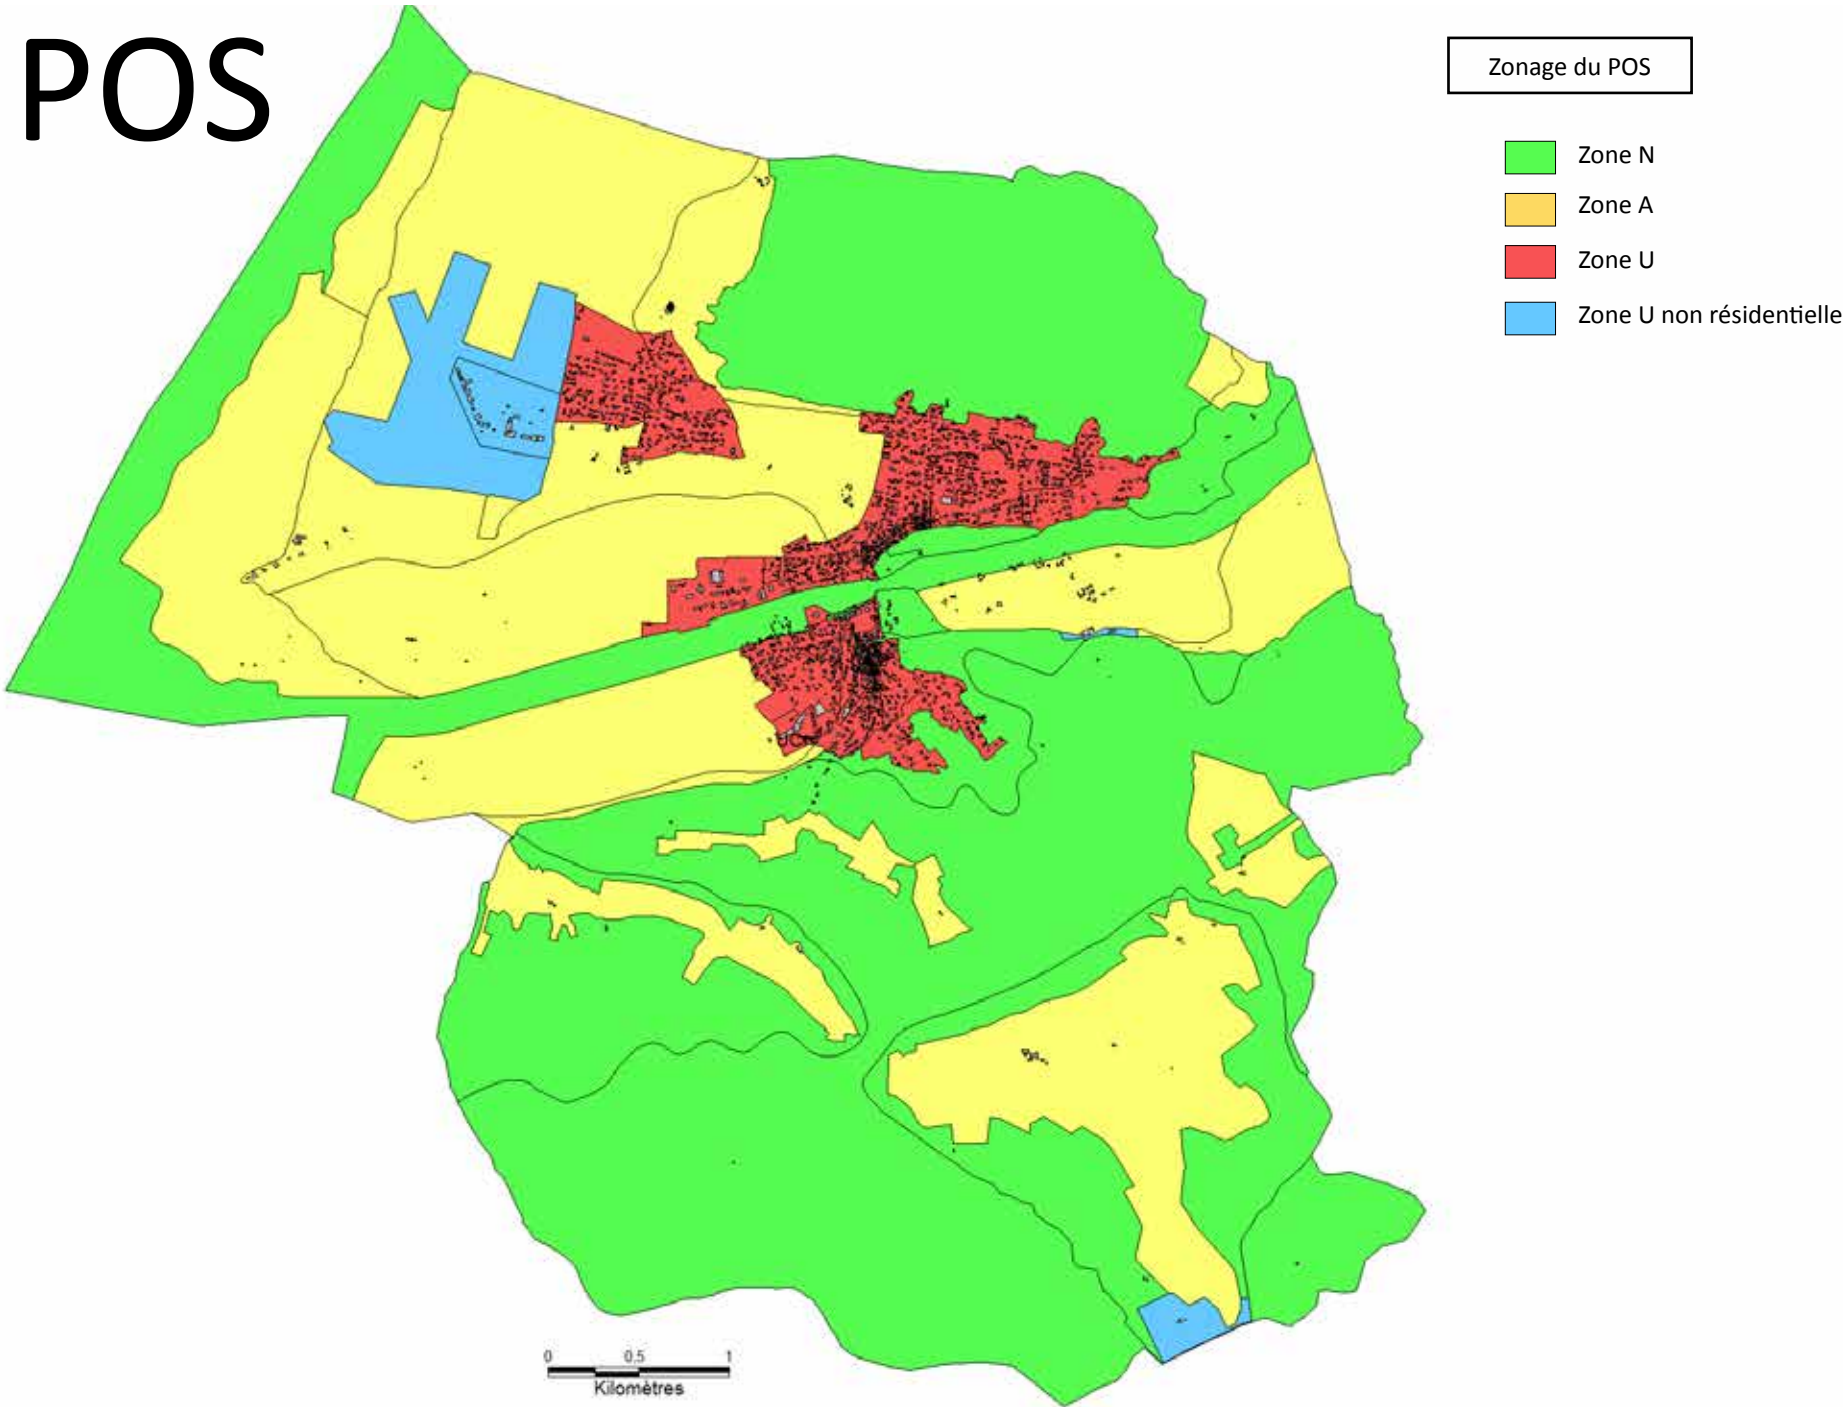 POS
Zonage du POS
Zone N
Zone A
Zone U
Zone U non résidentielle
0 0.5 1
Kilomètres